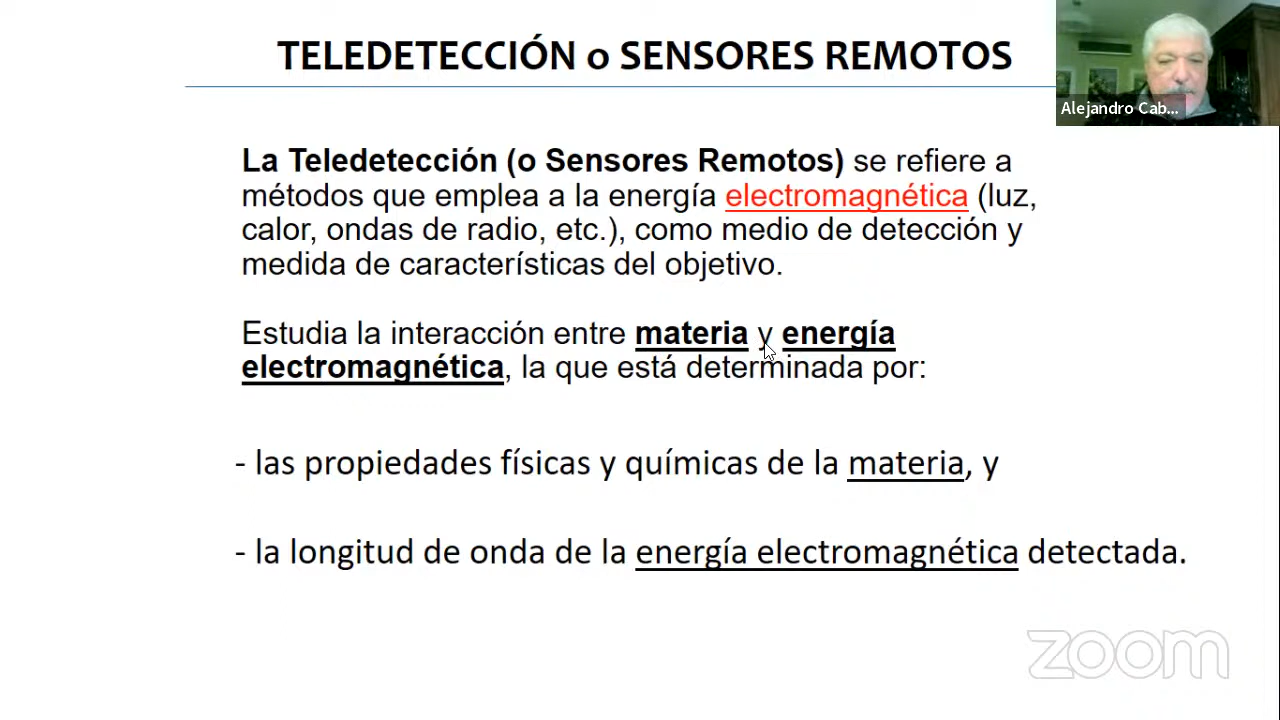 TELEDETECCIÓN o SENSORES REMOTOS
Alejandro Cab...
La Teledetección (o Sensores Remotos) se refiere a
métodos que emplea a la energía electromagnética (luz,
calor, ondas de radio, etc.), como medio de detección y
medida de características del objetivo.
Estudia la interacción entre materia y energía
electromagnética, la que está determinada por:
- las propiedades físicas y químicas de la materia, y
- la longitud de onda de la energía electromagnética detectada.
zoom